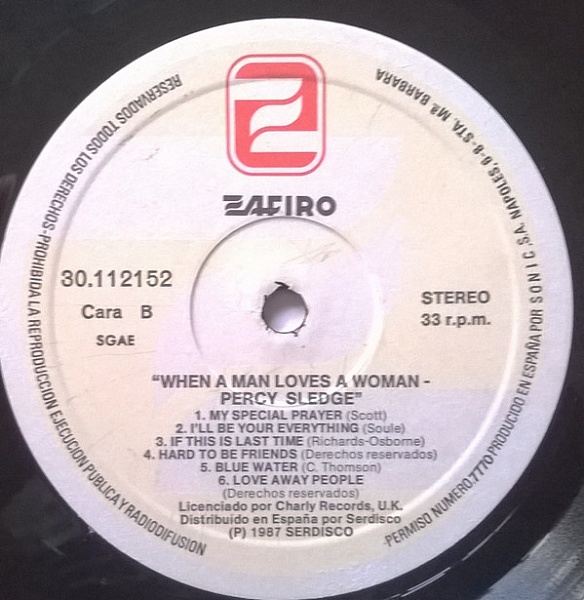 ZAFIRO
30.112152
Cara B
SGAE
STEREO
33 r.p.m.
"WHEN A MAN LOVES A WOMAN -
PERCY SLEDGE"
1. MY SPECIAL PRAYER (Scott)
2. I'LL BE YOUR EVERYTHING (Soule)
3. IF THIS IS LAST TIME (Richards-Osborne)
4. HARD TO BE FRIENDS (Derechos reservados)
5. BLUE WATER (C. Thomson)
6. LOVE AWAY PEOPLE
(Derechos reservados)
Licenciado por Charly Records, U.K.
Distribuido en España por Serdisco
(P) 1987 SERDISCO
RESERVADOS TODOS LOS DERECHOS-PROHIBIDA LA REPRODUCCION EJECUCION PUBLICA Y RADIODIFUSION
PERMISO NUMERO 7770 PRODUCIDO EN ESPAÑA POR SONIC S.A. NAPOLES, 6-8-STA. Mª BARBARA